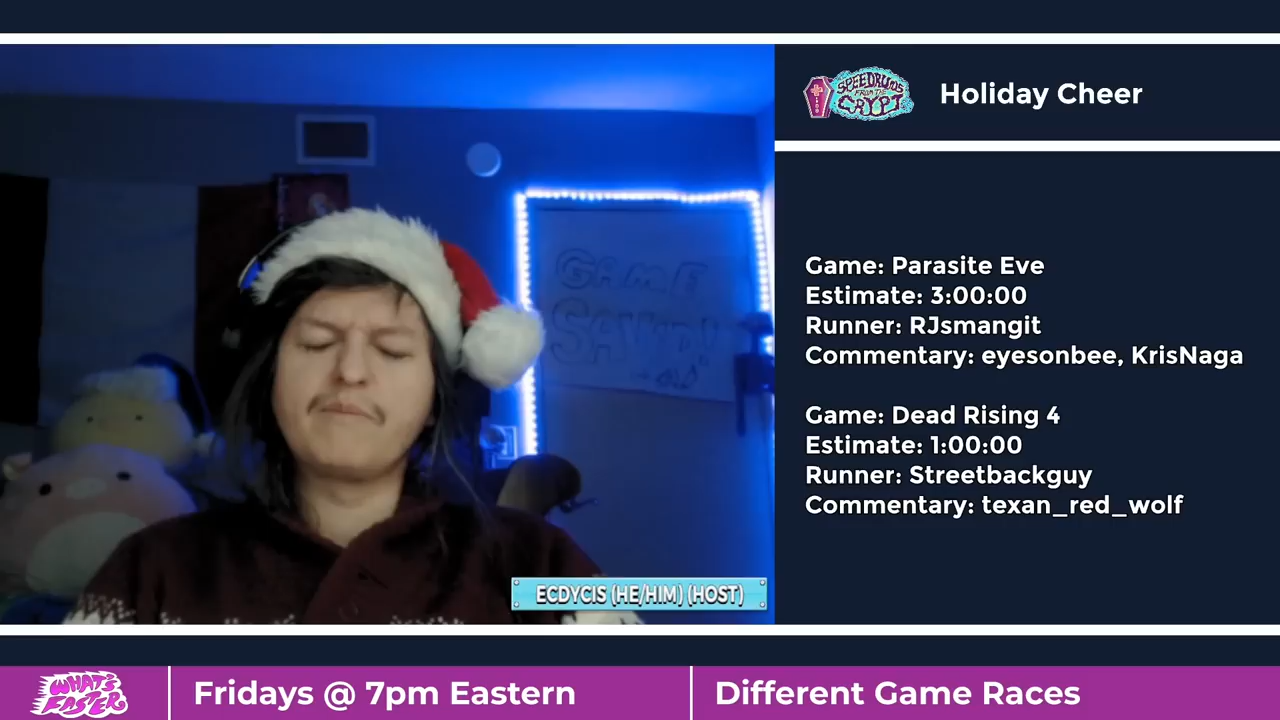 SPEEDRUNS
FROM THE
CRYPT
Holiday Cheer
GAME
SAVED!
Game: Parasite Eve
Estimate: 3:00:00
Runner: RJsmangit
Commentary: eyesonbee, KrisNaga
Game: Dead Rising 4
Estimate: 1:00:00
Runner: Streetbackguy
Commentary: texan_red_wolf
ECDYCIS (HE/HIM) (HOST)
WHAT'S
FASTER
Fridays @ 7pm Eastern
Different Game Races